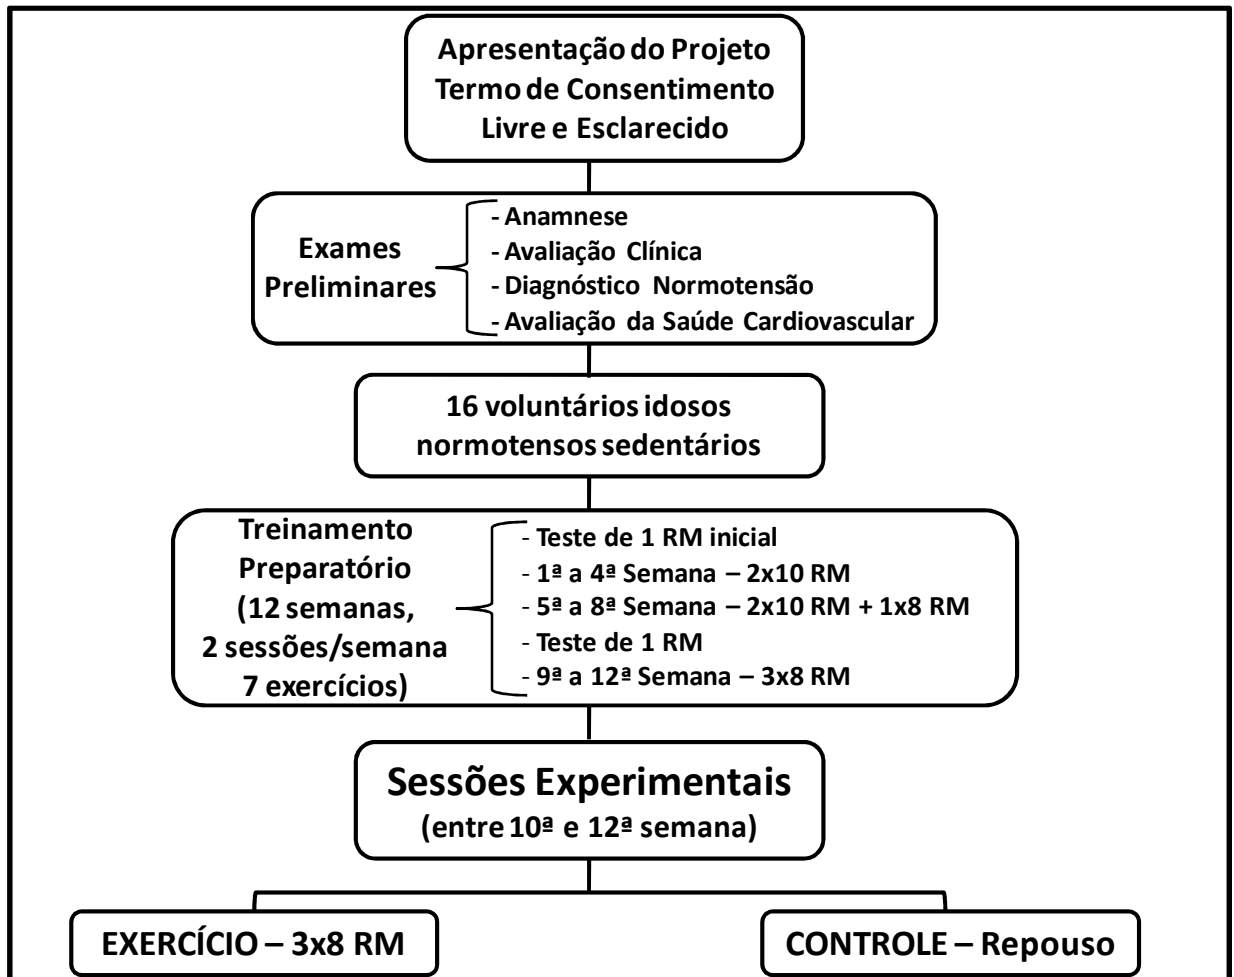 Apresentação do Projeto
Termo de Consentimento
Livre e Esclarecido
Exames
Preliminares
- Anamnese
- Avaliação Clínica
- Diagnóstico Normotensão
- Avaliação da Saúde Cardiovascular
16 voluntários idosos
normotensos sedentários
Treinamento
Preparatório
(12 semanas,
2 sessões/semana
7 exercícios)
- Teste de 1 RM inicial
- 1ª a 4ª Semana – 2x10 RM
- 5ª a 8ª Semana – 2x10 RM + 1x8 RM
- Teste de 1 RM
- 9ª a 12ª Semana – 3x8 RM
Sessões Experimentais
(entre 10ª e 12ª semana)
EXERCÍCIO – 3x8 RM
CONTROLE – Repouso